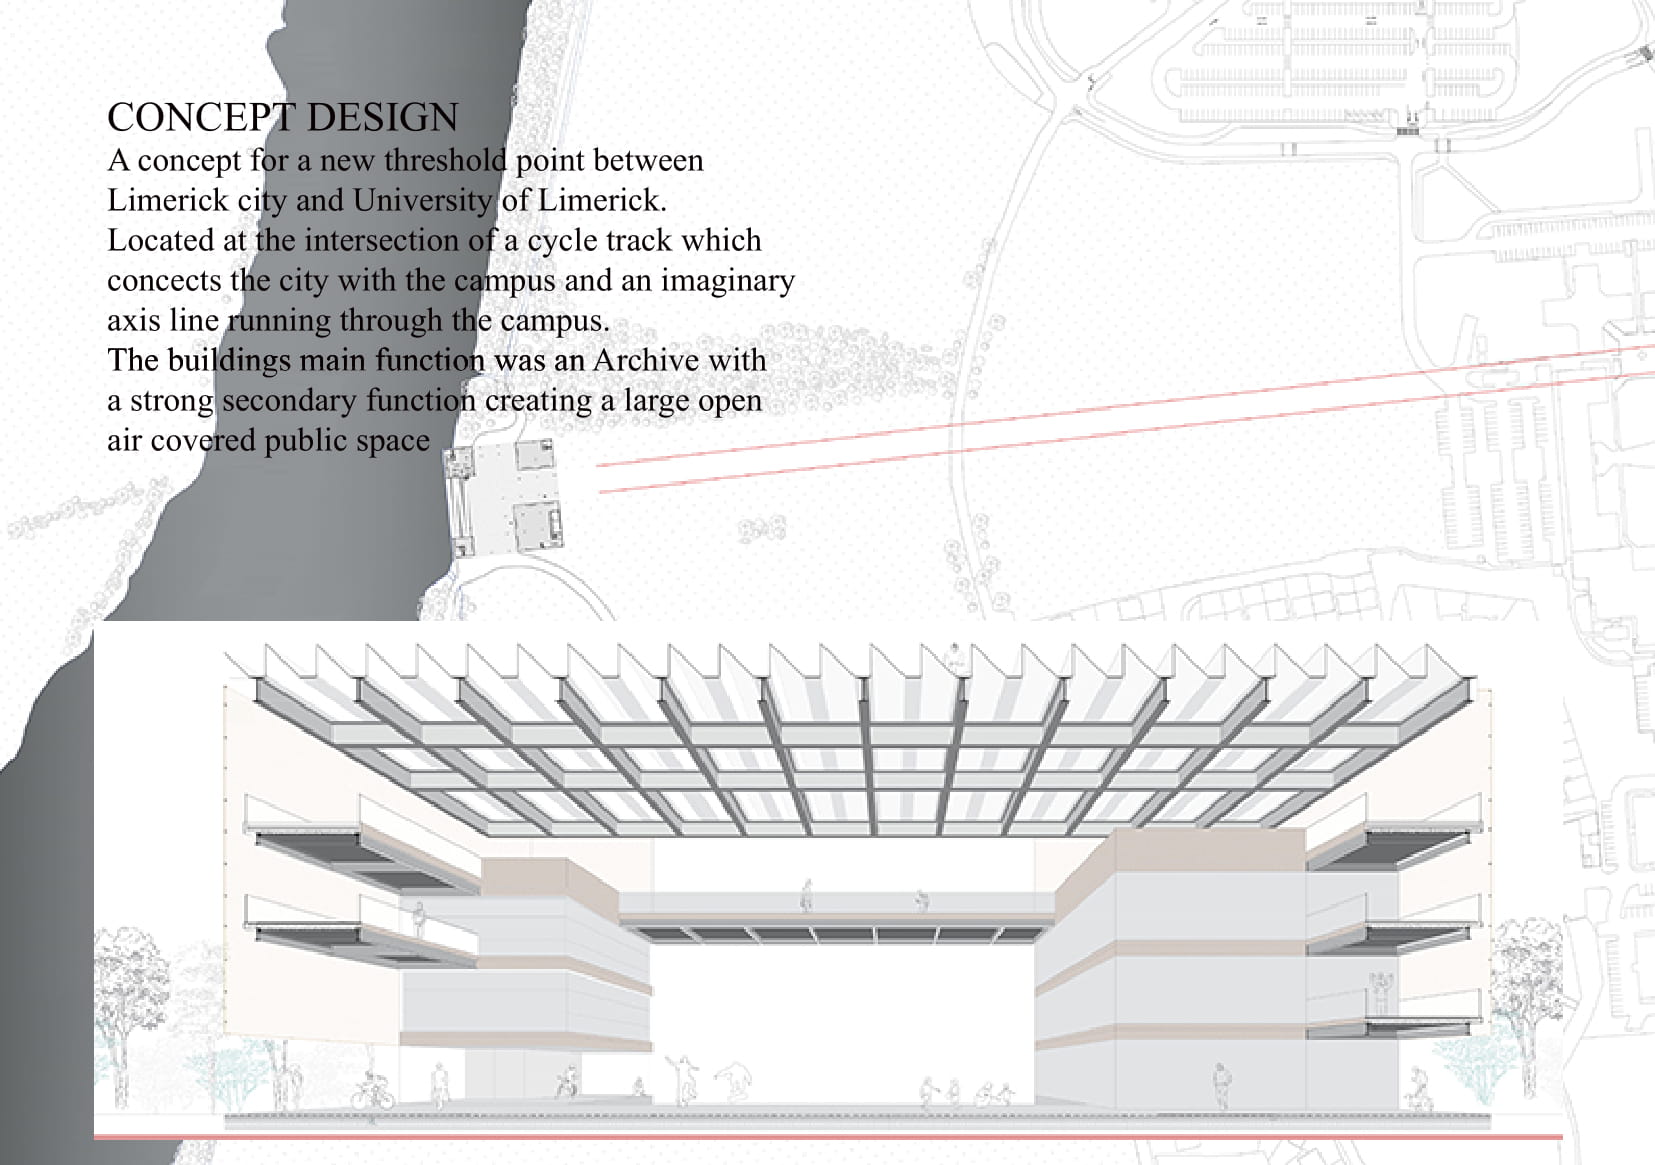 CONCEPT DESIGN
A concept for a new threshold point between
Limerick city and University of Limerick.
Located at the intersection of a cycle track which
concects the city with the campus and an imaginary
axis line running through the campus.
The buildings main function was an Archive with
a strong secondary function creating a large open
air covered public space